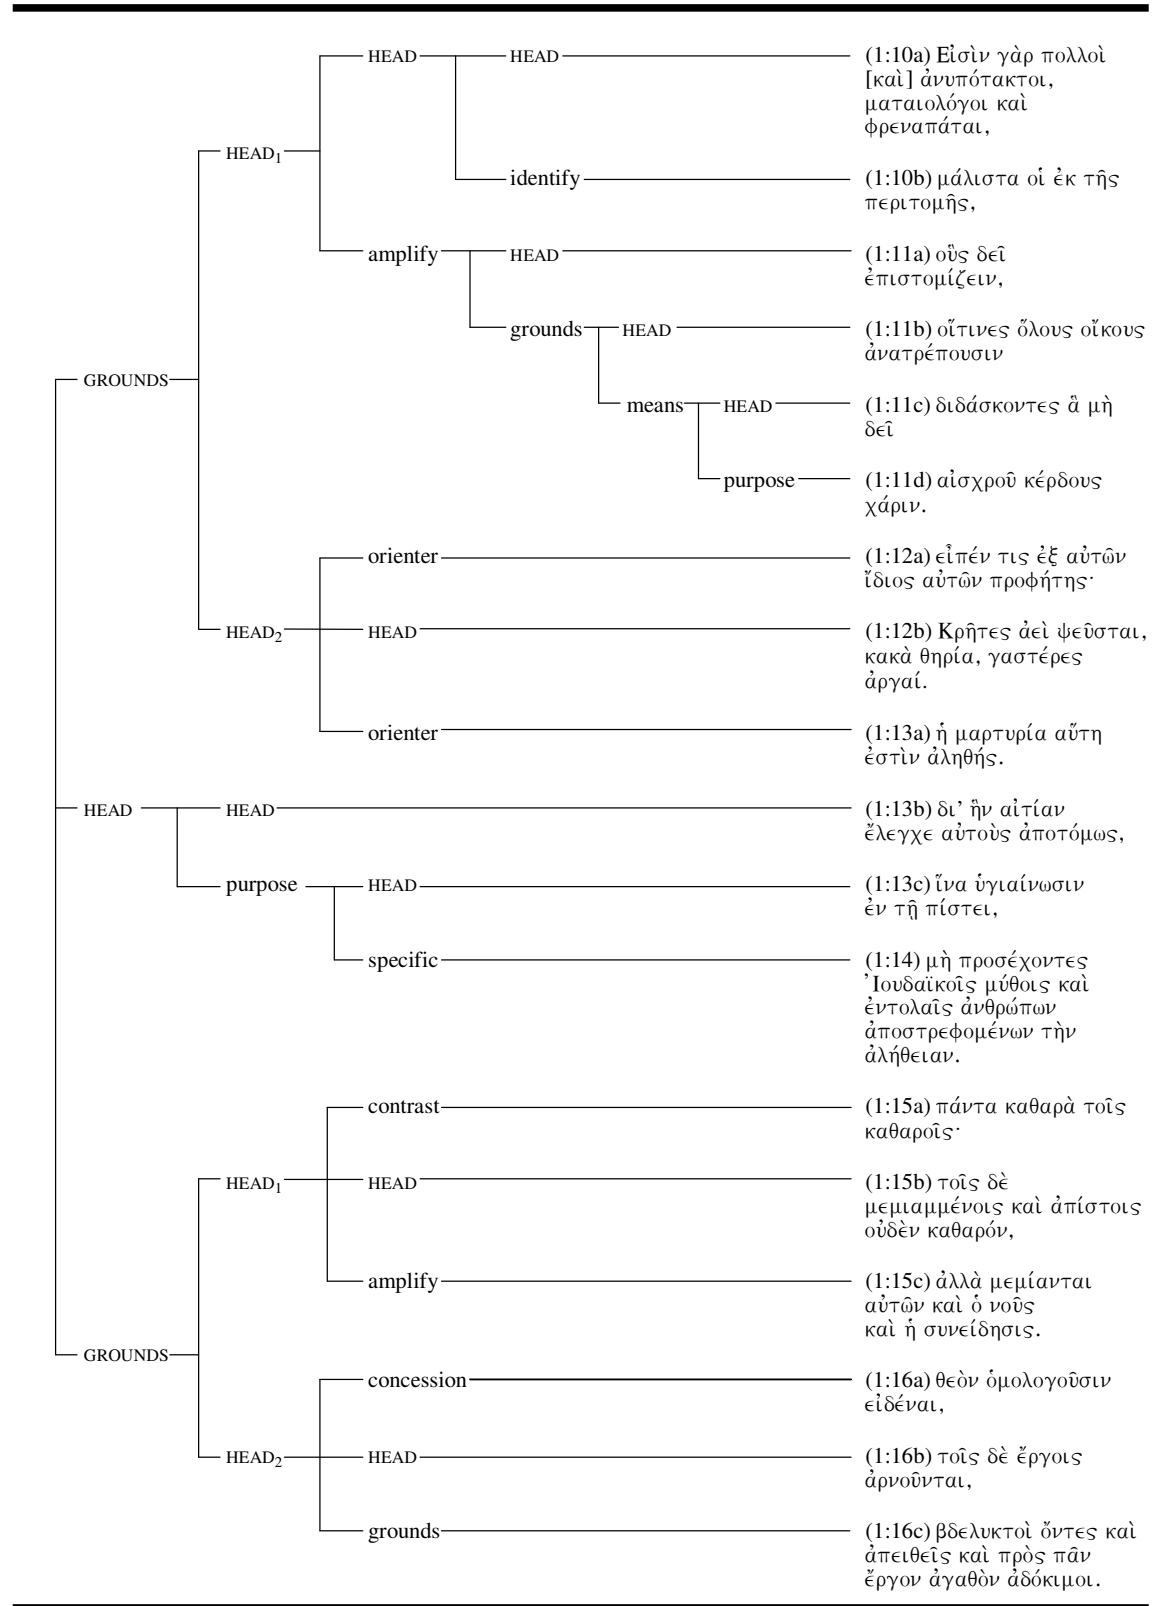 HEAD HEAD (1:10a) Εἰσὶν γὰρ πολλοὶ
[καὶ] ἀνυπότακτοι,
ματαιολόγοι καὶ
φρεναπάται,
HEAD1
identify (1:10b) μάλιστα οἱ ἐκ τῆς
περιτομῆς,
amplify HEAD (1:11a) οὓς δεῖ
ἐπιστομίζειν,
grounds HEAD (1:11b) οἵτινες ὅλους οἴκους
ἀνατρέπουσιν
GROUNDS
means HEAD (1:11c) διδάσκοντες ἃ μὴ
δεῖ
purpose (1:11d) αἰσχροῦ κέρδους
χάριν.
orienter (1:12a) εἶπέν τις ἐξ αὐτῶν
ἴδιος αὐτῶν προφήτης·
HEAD2 HEAD (1:12b) Κρῆτες ἀεὶ ψεῦσται,
κακὰ θηρία, γαστέρες
ἀργαί.
orienter (1:13a) ἡ μαρτυρία αὕτη
ἐστὶν ἀληθής.
HEAD HEAD (1:13b) δι' ἣν αἰτίαν
ἔλεγχε αὐτοὺς ἀποτόμως,
purpose HEAD (1:13c) ἵνα ὑγιαίνωσιν
ἐν τῇ πίστει,
specific (1:14) μὴ προσέχοντες
Ἰουδαϊκοῖς μύθοις καὶ
ἐντολαῖς ἀνθρώπων
ἀποστρεφομένων τὴν
ἀλήθειαν.
contrast (1:15a) πάντα καθαρὰ τοῖς
καθαροῖς·
HEAD1 HEAD (1:15b) τοῖς δὲ
μεμιαμμένοις καὶ ἀπίστοις
οὐδὲν καθαρόν,
amplify (1:15c) ἀλλὰ μεμίανται
αὐτῶν καὶ ὁ νοῦς
καὶ ἡ συνείδησις.
GROUNDS
concession (1:16a) θεὸν ὁμολογοῦσιν
εἰδέναι,
HEAD2 HEAD (1:16b) τοῖς δὲ ἔργοις
ἀρνοῦνται,
grounds (1:16c) βδελυκτοὶ ὄντες καὶ
ἀπειθεῖς καὶ πρὸς πᾶν
ἔργον ἀγαθὸν ἀδόκιμοι.